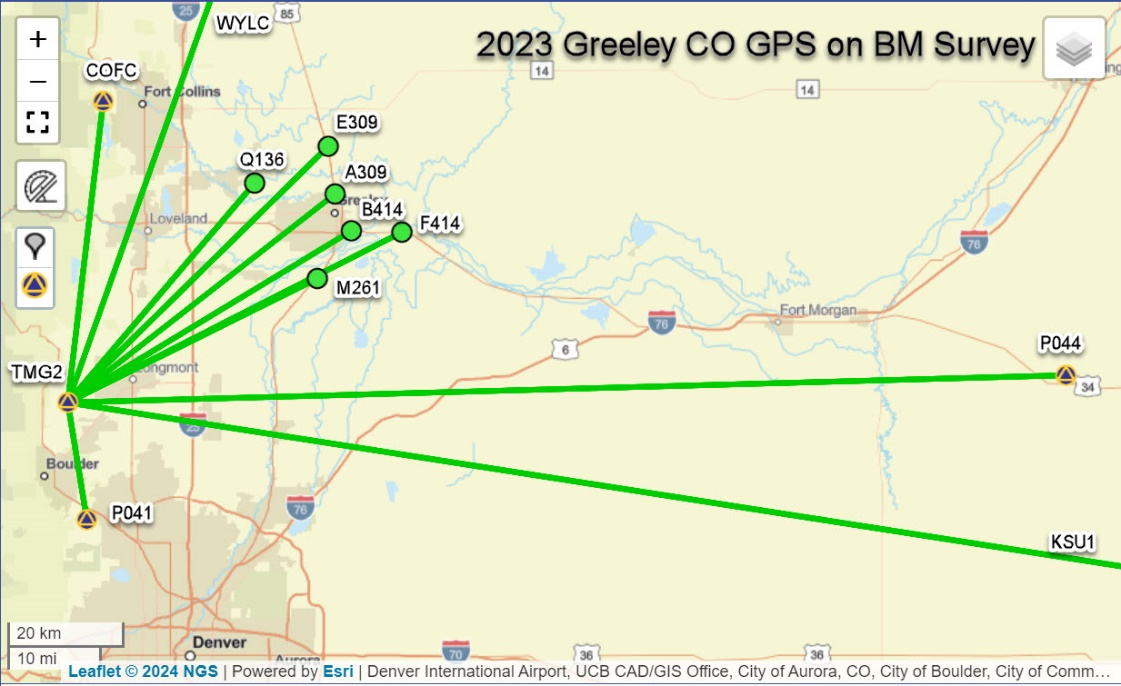 25
WYLC
85
2023 Greeley CO GPS on BM Survey
+
−
COFC
14
14
Fort Collins
E309
Q136
A309
Greeley
B414
F414
Loveland
76
M261
Fort Morgan
76
6
P044
34
TMG2
Longmont
25
Boulder
P041
76
KSU1
20 km
10 mi
Denver
Aurora
70
36
36
Leaflet © 2024 NGS | Powered by Esri | Denver International Airport, UCB CAD/GIS Office, City of Aurora, CO, City of Boulder, City of Comm…